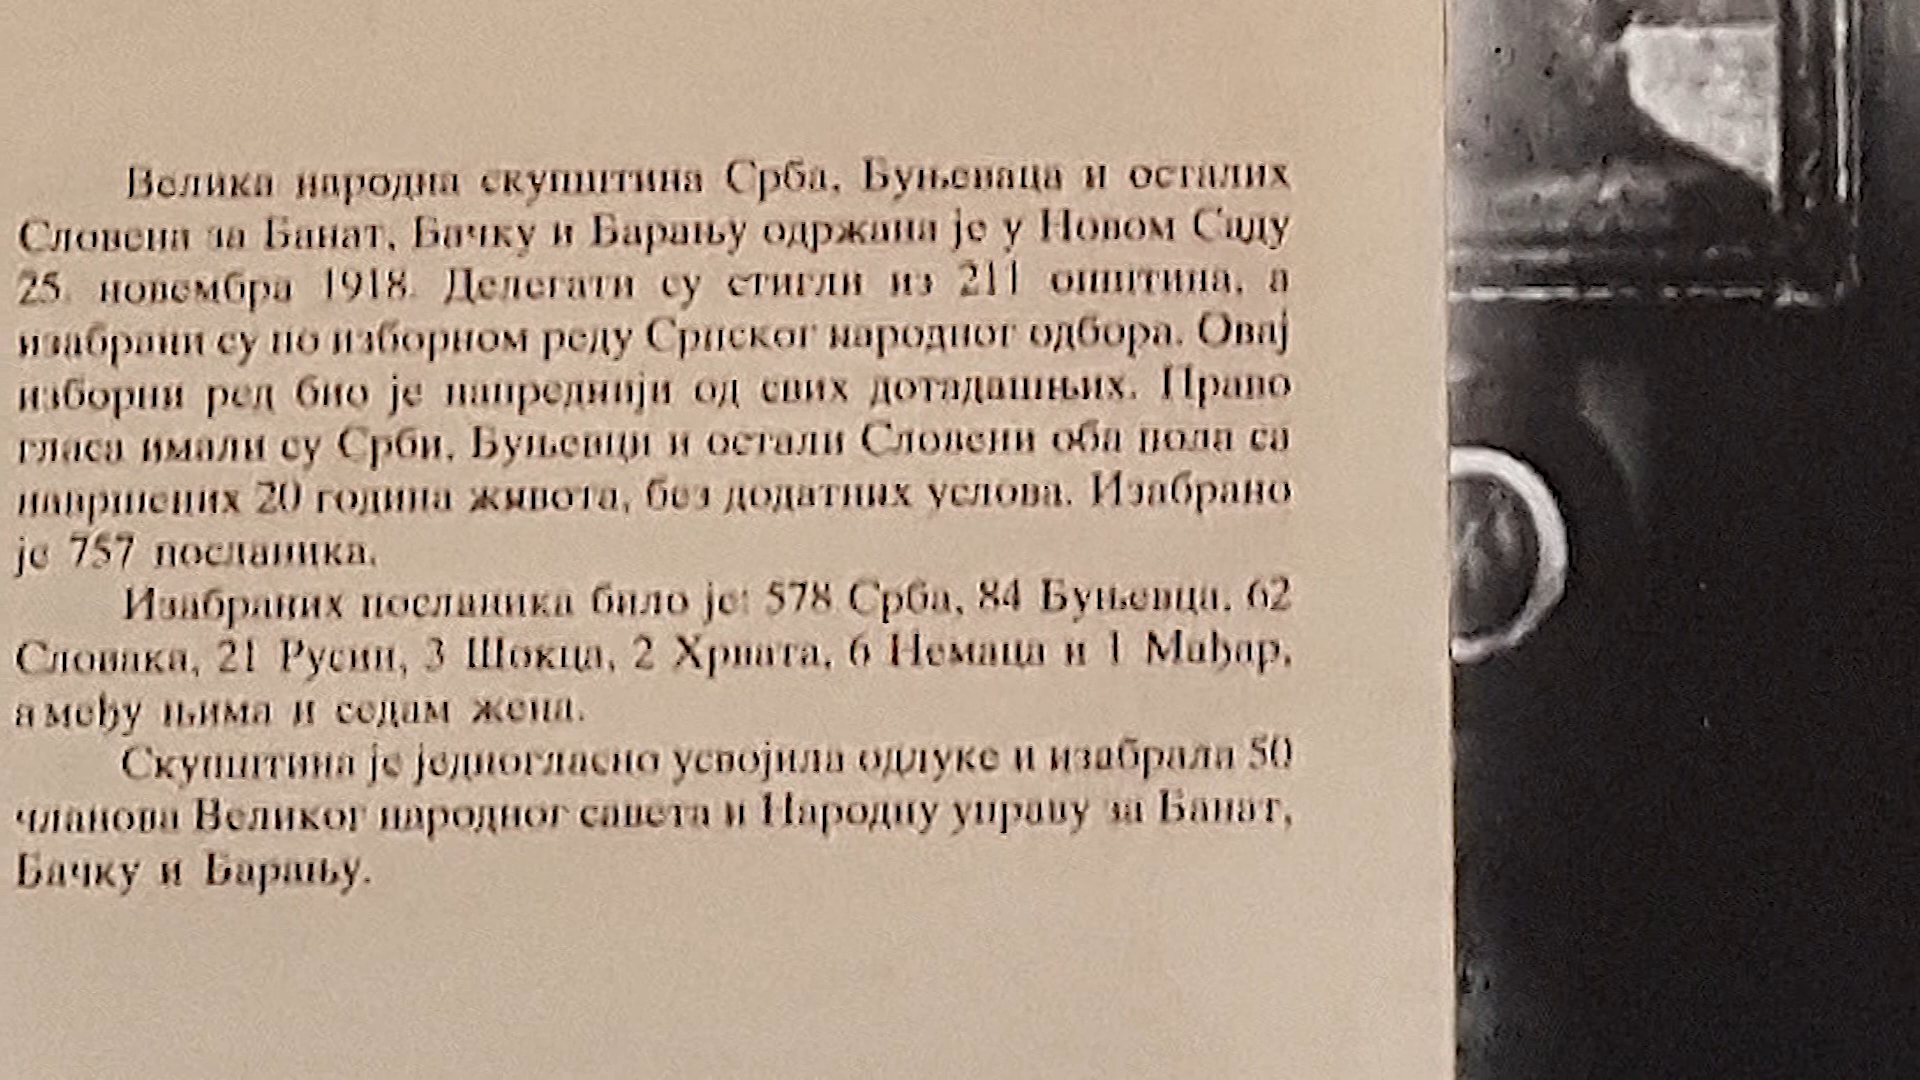 Велика народна скупштина Срба, Буњеваца и осталих
Словена за Банат, Бачку и Барању одржана је у Новом Саду
25. новембра 1918. Делегати су стигли из 211 општина, а
изабрани су по изборном реду Српског народног одбора. Овај
изборни ред био је напреднији од свих дотадашњих. Право
гласа имали су Срби, Буњевци и остали Словени оба пола са
навршених 20 година живота, без додатних услова. Изабрано
је 757 посланика.
Изабраних посланика било је: 578 Срба, 84 Буњевца, 62
Словака, 21 Русин, 3 Шокца, 2 Хрвата, 6 Немаца и 1 Мађар,
а међу њима и седам жена.
Скупштина је једногласно усвојила одлуке и изабрала 50
чланова Великог народног савета и Народну управу за Банат,
Бачку и Барању.